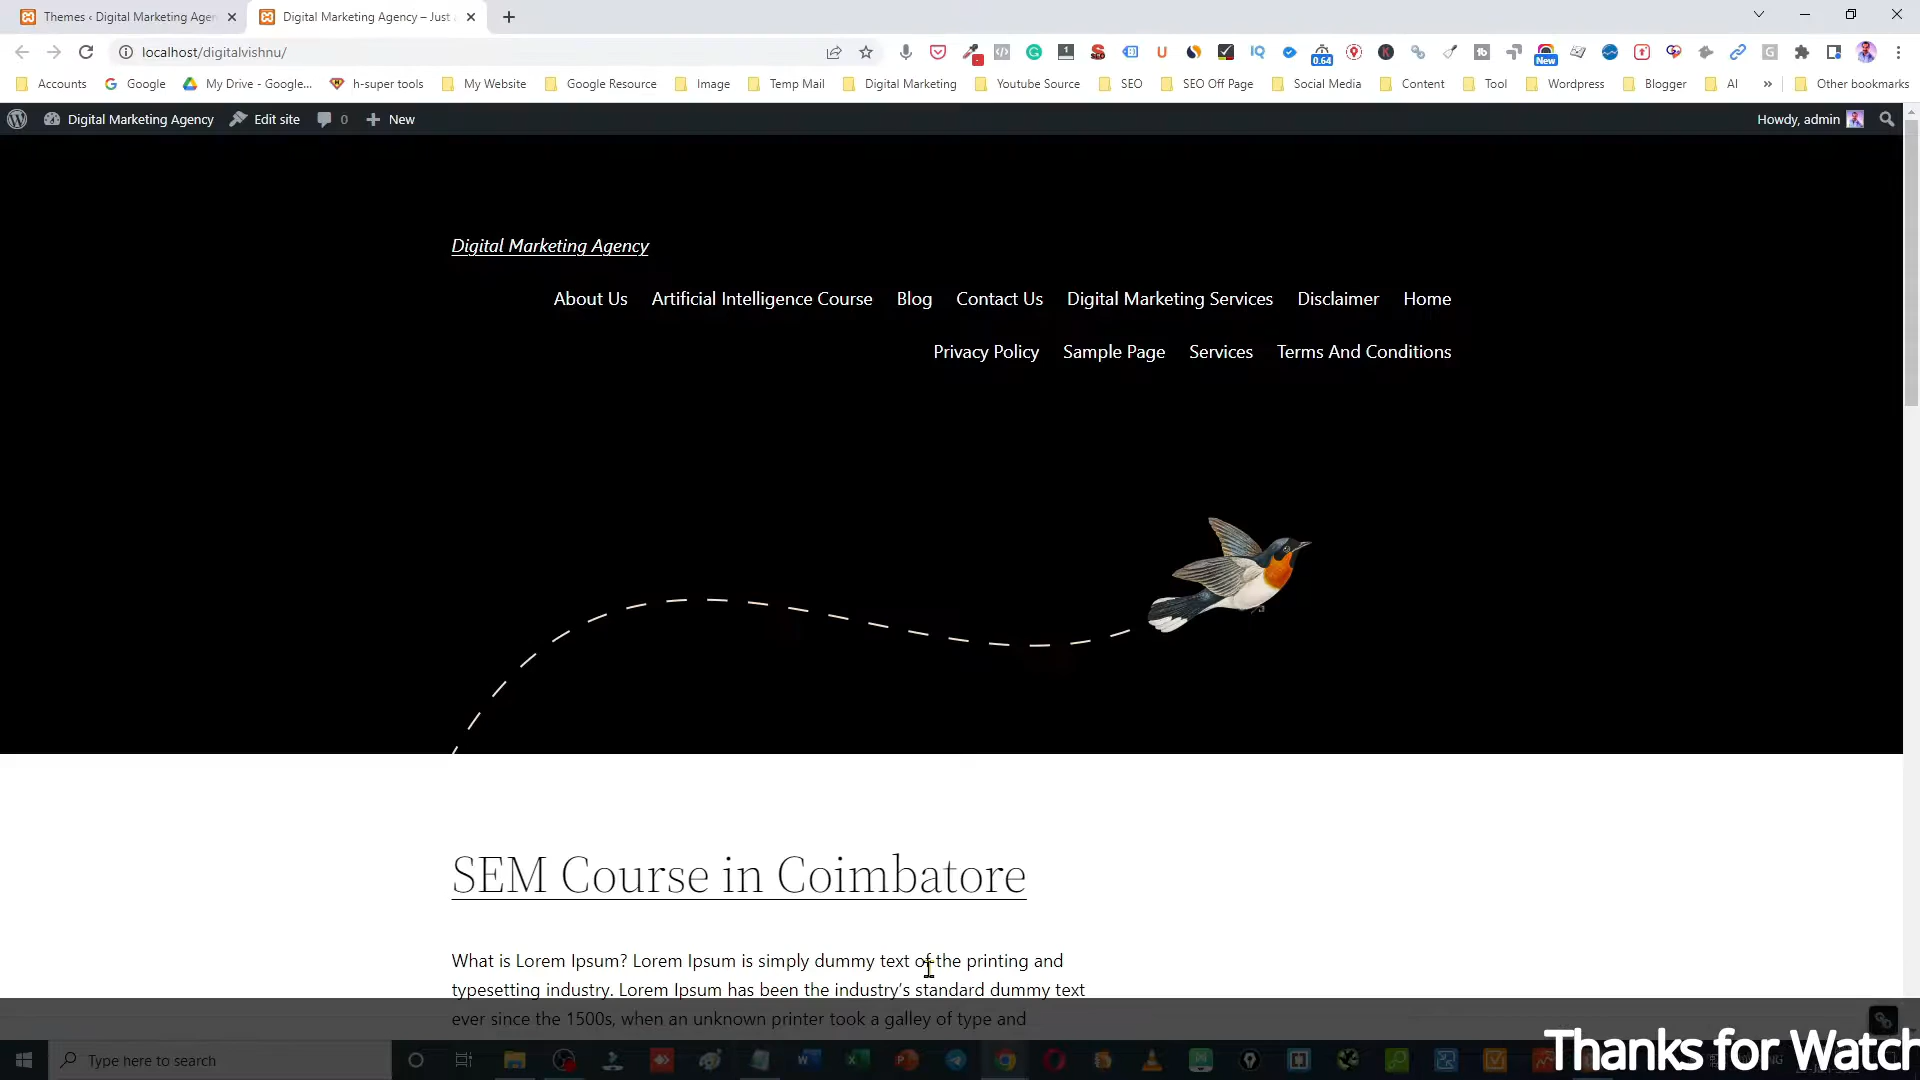 Themes ‹ Digital Marketing Agen
Digital Marketing Agency – Just a
localhost/digitalvishnu/
0.64
New
Accounts
Google
My Drive - Google...
h-super tools
My Website
Google Resource
Image
Temp Mail
Digital Marketing
Youtube Source
SEO
SEO Off Page
Social Media
Content
Tool
Wordpress
Blogger
AI
»
Other bookmarks
Digital Marketing Agency
Edit site
0
New
Howdy, admin
Digital Marketing Agency
About Us Artificial Intelligence Course Blog Contact Us Digital Marketing Services Disclaimer Home
Privacy Policy Sample Page Services Terms And Conditions
SEM Course in Coimbatore
What is Lorem Ipsum? Lorem Ipsum is simply dummy text of the printing and
typesetting industry. Lorem Ipsum has been the industry's standard dummy text
ever since the 1500s, when an unknown printer took a galley of type and
Type here to search
Thanks for Watch